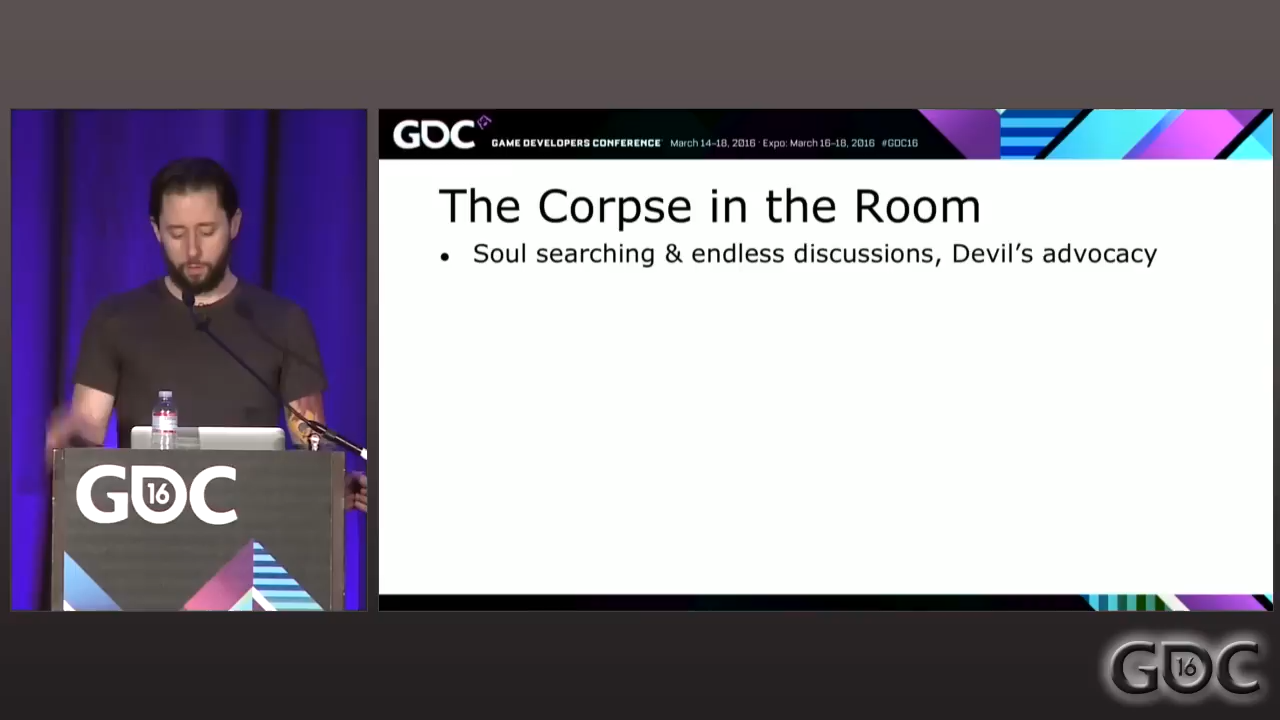 GDC
GAME DEVELOPERS CONFERENCE March 14–18, 2016 · Expo: March 16–18, 2016 #GDC16
The Corpse in the Room
• Soul searching & endless discussions, Devil's advocacy
GDC
16
GDC
16